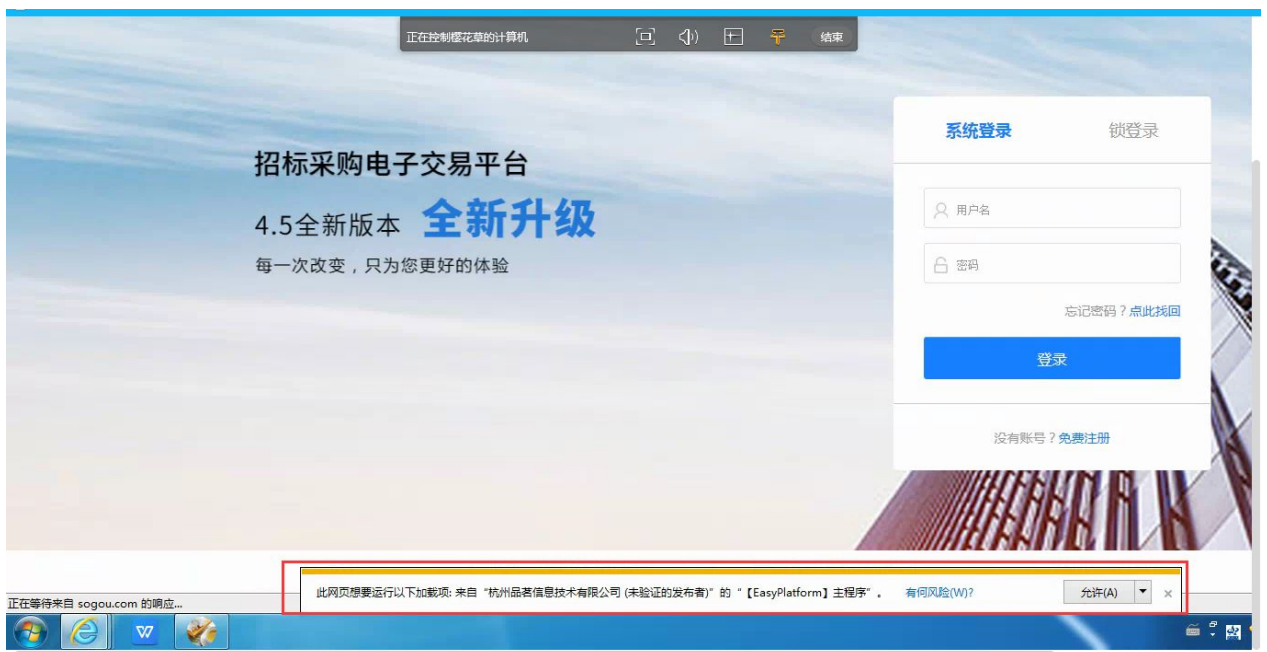 正在控制樱花草的计算机
结束
系统登录
锁登录
招标采购电子交易平台
4.5全新版本 全新升级
每一次改变，只为您更好的体验
用户名
密码
忘记密码？点此找回
登录
没有账号？免费注册
此网页想要运行以下加载项: 来自 “杭州品茗信息技术有限公司 (未验证的发布者)” 的 “【EasyPlatform】主程序” 。 有何风险(W)?
允许(A)
正在等待来自 sogou.com 的响应...